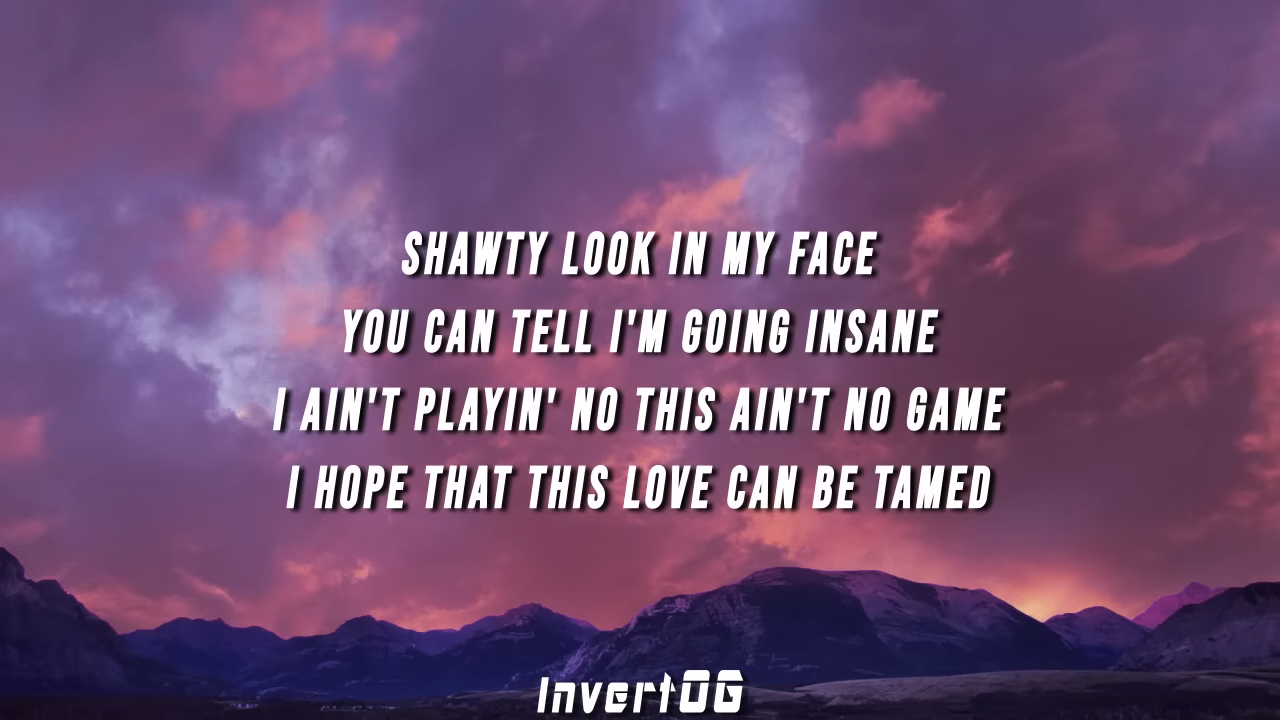 SHAWTY LOOK IN MY FACE
YOU CAN TELL I'M GOING INSANE
I AIN'T PLAYIN' NO THIS AIN'T NO GAME
I HOPE THAT THIS LOVE CAN BE TAMED
InvertOG